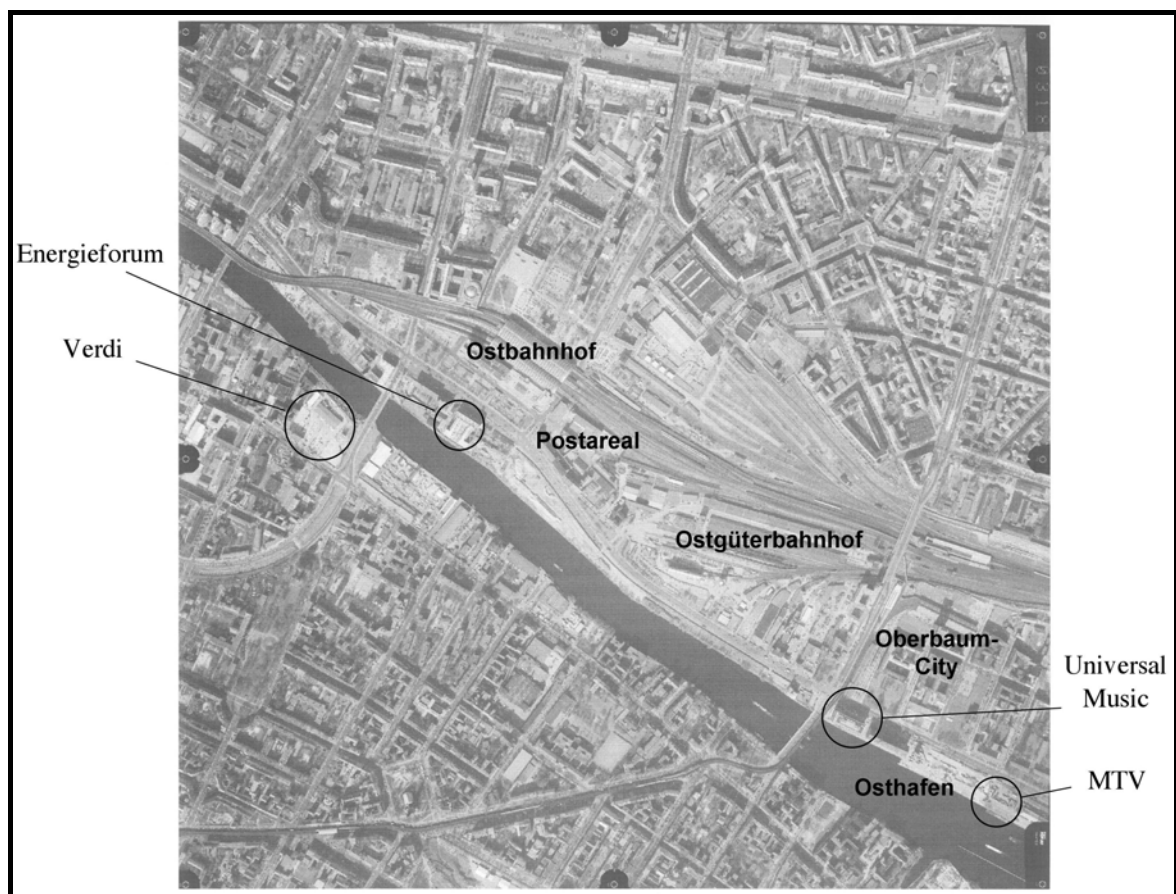 Energieforum
Verdi
Ostbahnhof
Postareal
Ostgüterbahnhof
Oberbaum-
City
Universal
Music
Osthafen
MTV